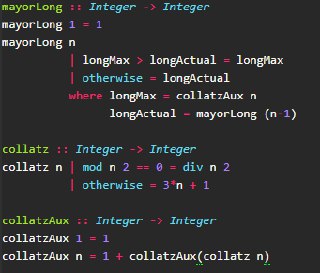 mayorLong :: Integer -> Integer
mayorLong 1 = 1
mayorLong n
| longMax > longActual = longMax
| otherwise = longActual
where longMax = collatzAux n
longActual = mayorLong (n-1)
collatz :: Integer -> Integer
collatz n | mod n 2 == 0 = div n 2
| otherwise = 3*n + 1
collatzAux :: Integer -> Integer
collatzAux 1 = 1
collatzAux n = 1 + collatzAux(collatz n)